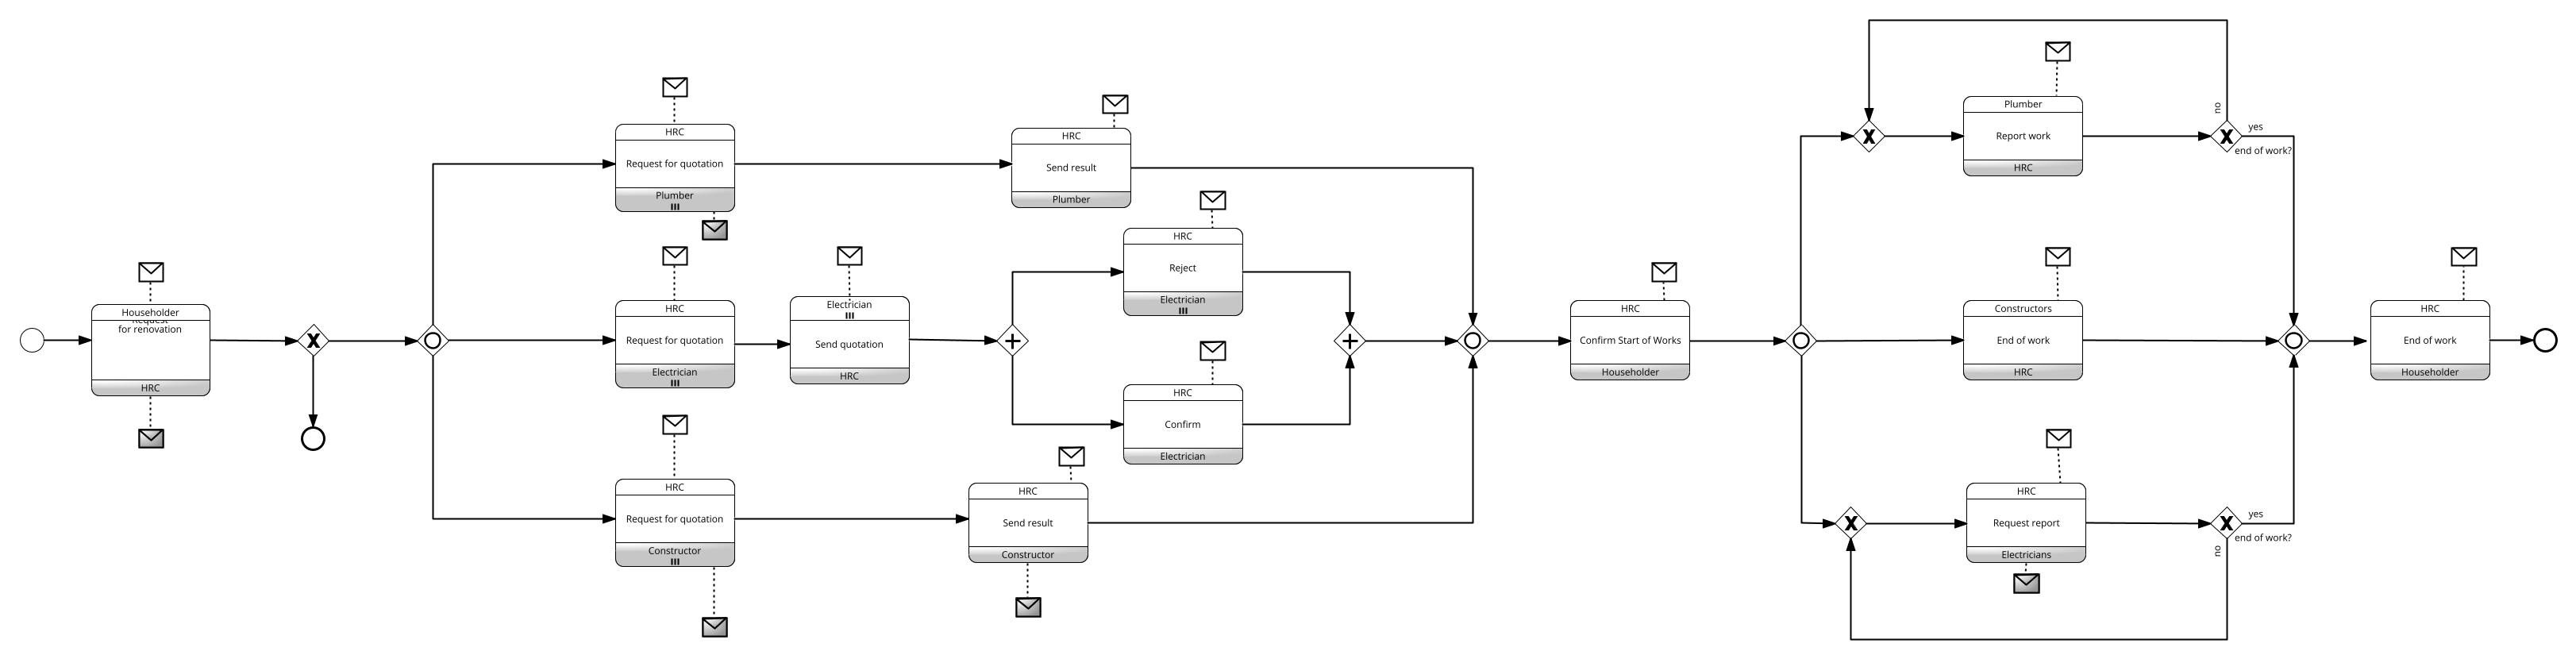 Householder
Request
for renovation
HRC
HRC
Request for quotation
Plumber
HRC
Request for quotation
Electrician
HRC
Request for quotation
Constructor
Electrician
Send quotation
HRC
HRC
Send result
Plumber
HRC
Reject
Electrician
HRC
Confirm
Electrician
HRC
Send result
Constructor
HRC
Confirm Start of Works
Householder
Plumber
Report work
HRC
no
yes
end of work?
Constructors
End of work
HRC
HRC
Request report
Electricians
yes
end of work?
no
HRC
End of work
Householder